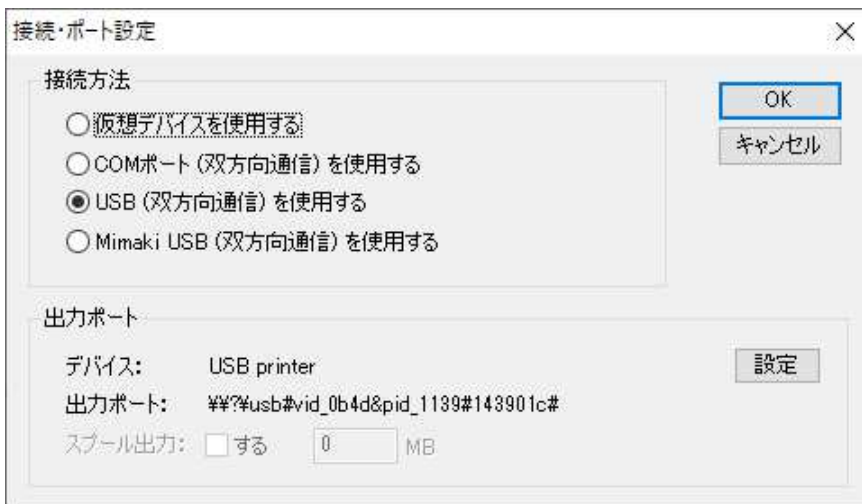 接続・ポート設定
接続方法
仮想デバイスを使用する
COMポート (双方向通信) を使用する
USB (双方向通信) を使用する
Mimaki USB (双方向通信) を使用する
OK
キャンセル
出力ポート
デバイス: USB printer
設定
出力ポート: ¥¥?¥usb#vid_0b4d&pid_1139#143901c#
スプール出力: する 0 MB